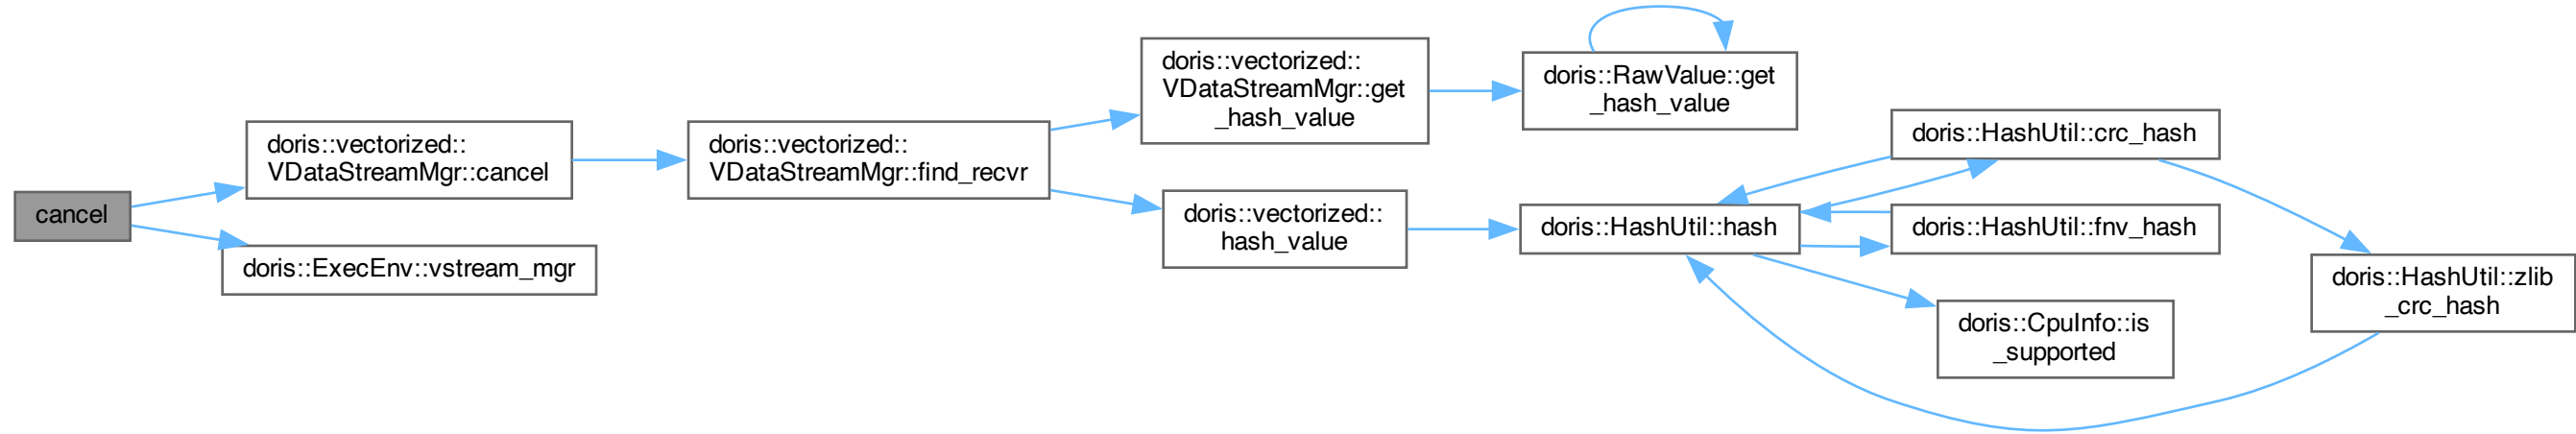 cancel
doris::vectorized::
VDataStreamMgr::cancel
doris::ExecEnv::vstream_mgr
doris::vectorized::
VDataStreamMgr::find_recvr
doris::vectorized::
VDataStreamMgr::get
_hash_value
doris::vectorized::
hash_value
doris::RawValue::get
_hash_value
doris::HashUtil::hash
doris::HashUtil::crc_hash
doris::HashUtil::fnv_hash
doris::CpuInfo::is
_supported
doris::HashUtil::zlib
_crc_hash